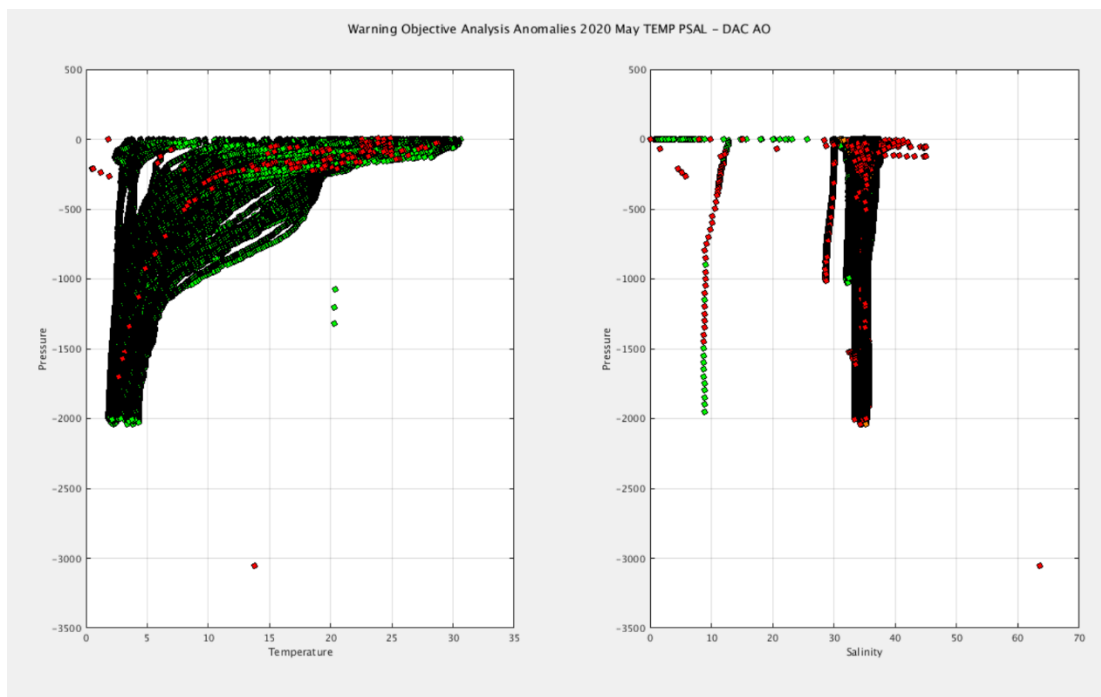 Warning Objective Analysis Anomalies 2020 May TEMP PSAL - DAC AO
500
0
-500
-1000
-1500
-2000
-2500
-3000
-3500
Pressure
0 5 10 15 20 25 30 35
Temperature
500
0
-500
-1000
-1500
-2000
-2500
-3000
-3500
Pressure
0 10 20 30 40 50 60 70
Salinity